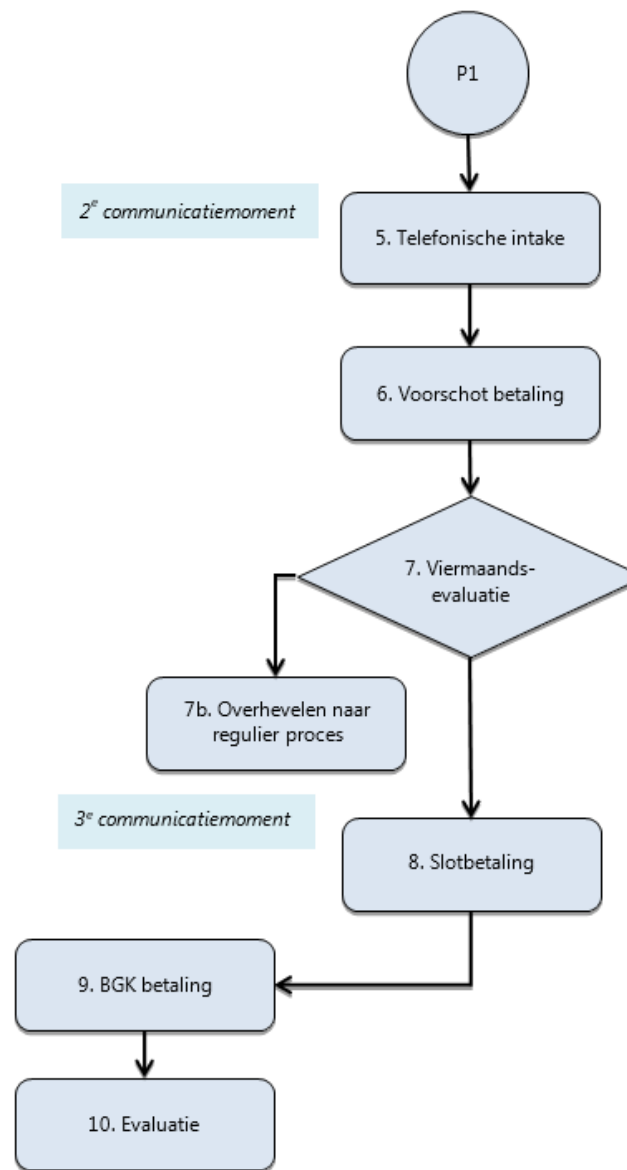 P1
2e communicatiemoment
5. Telefonische intake
6. Voorschot betaling
7. Viermaands-
evaluatie
7b. Overhevelen naar
regulier proces
3e communicatiemoment
8. Slotbetaling
9. BGK betaling
10. Evaluatie